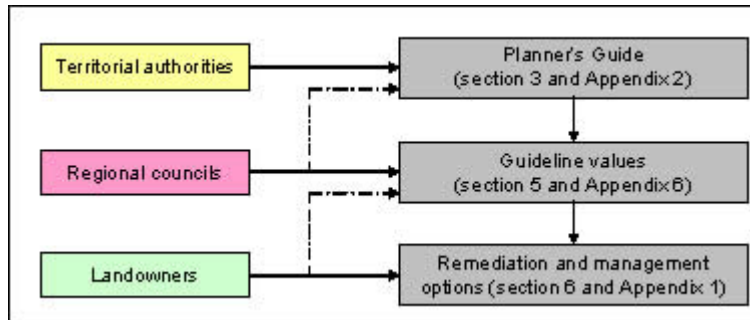 Territorial authorities
Planner's Guide
(section 3 and Appendix 2)
Regional councils
Guideline values
(section 5 and Appendix 6)
Landowners
Remediation and management
options (section 6 and Appendix 1)